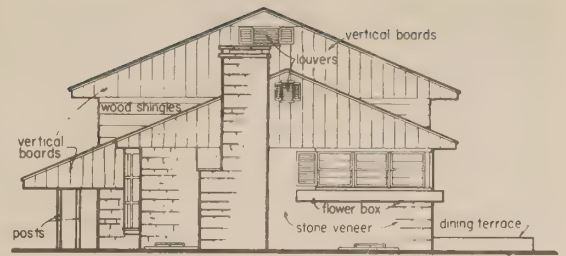 vertical boards
louvers
wood shingles
vertical
boards
flower box
posts
stone veneer
dining terrace